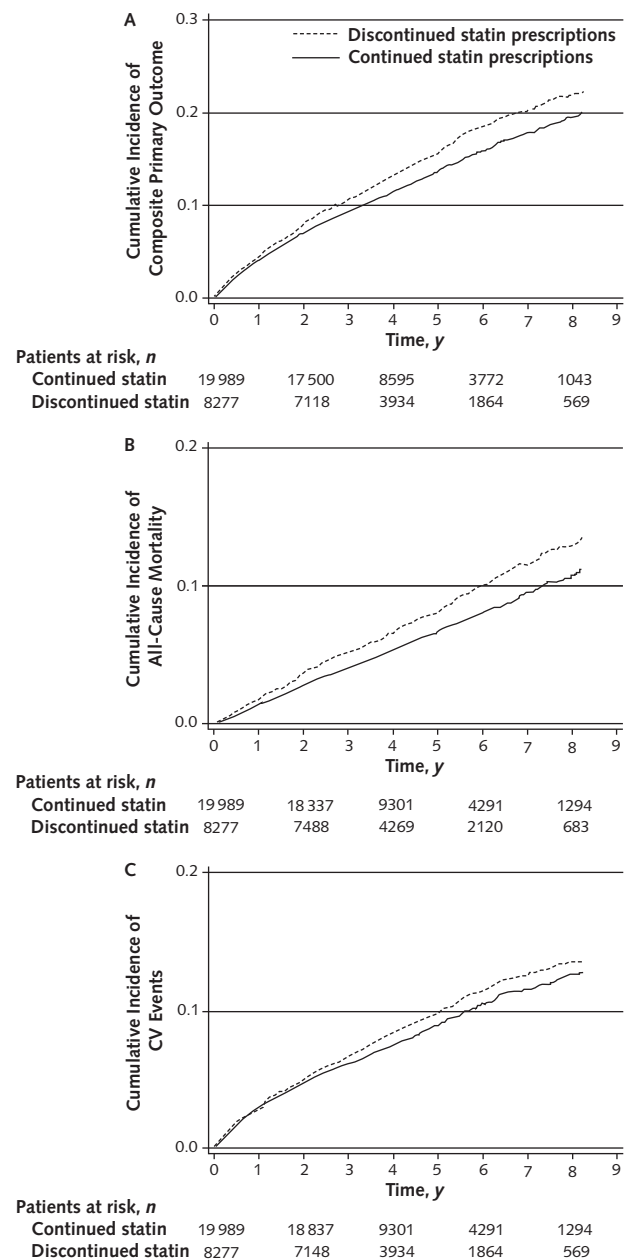 A
0.3
Discontinued statin prescriptions
Continued statin prescriptions
Cumulative Incidence of
Composite Primary Outcome
0.2
0.1
0.0
0 1 2 3 4 5 6 7 8 9
Time, y
Patients at risk, n
Continued statin 19 989 17 500 8595 3772 1043
Discontinued statin 8277 7118 3934 1864 569
B
0.2
Cumulative Incidence of
All-Cause Mortality
0.1
0.0
0 1 2 3 4 5 6 7 8 9
Time, y
Patients at risk, n
Continued statin 19 989 18 337 9301 4291 1294
Discontinued statin 8277 7488 4269 2120 683
C
0.2
Cumulative Incidence of
CV Events
0.1
0.0
0 1 2 3 4 5 6 7 8 9
Time, y
Patients at risk, n
Continued statin 19 989 18 837 9301 4291 1294
Discontinued statin 8277 7148 3934 1864 569